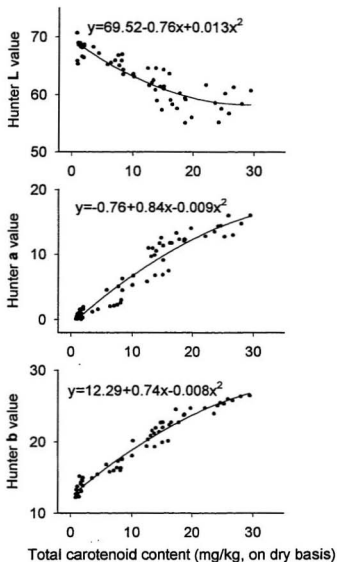 y=69.52-0.76x+0.013x²
70
60
50
Hunter L value
0 10 20 30
y=-0.76+0.84x-0.009x²
20
10
0
Hunter a value
0 10 20 30
y=12.29+0.74x-0.008x²
30
20
10
Hunter b value
0 10 20 30
Total carotenoid content (mg/kg, on dry basis)